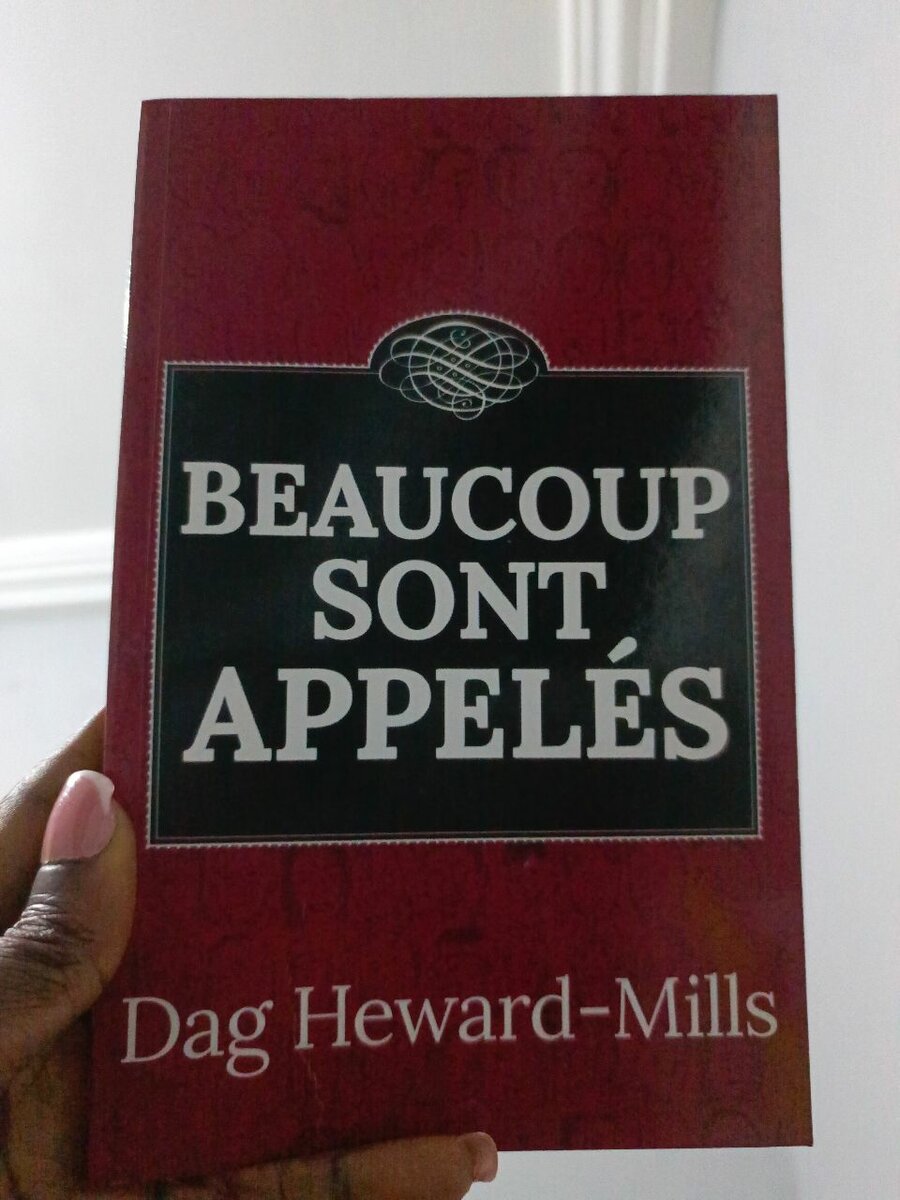 BEAUCOUP
SONT
APPELÉS
Dag Heward-Mills